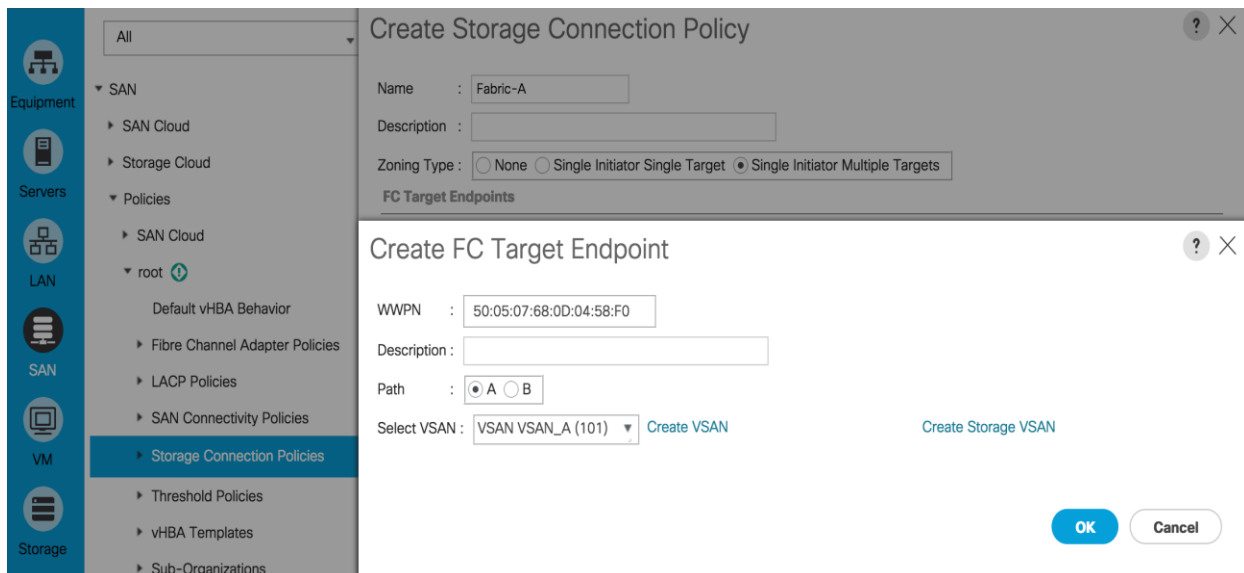 Equipment
Servers
LAN
SAN
VM
Storage
All
SAN
SAN Cloud
Storage Cloud
Policies
SAN Cloud
root
Default vHBA Behavior
Fibre Channel Adapter Policies
LACP Policies
SAN Connectivity Policies
Storage Connection Policies
Threshold Policies
vHBA Templates
Sub-Organizations
Create Storage Connection Policy
?
Name : Fabric-A
Description :
Zoning Type : None Single Initiator Single Target Single Initiator Multiple Targets
FC Target Endpoints
Create FC Target Endpoint
?
WWPN : 50:05:07:68:0D:04:58:F0
Description :
Path : A B
Select VSAN : VSAN VSAN_A (101) Create VSAN Create Storage VSAN
OK Cancel